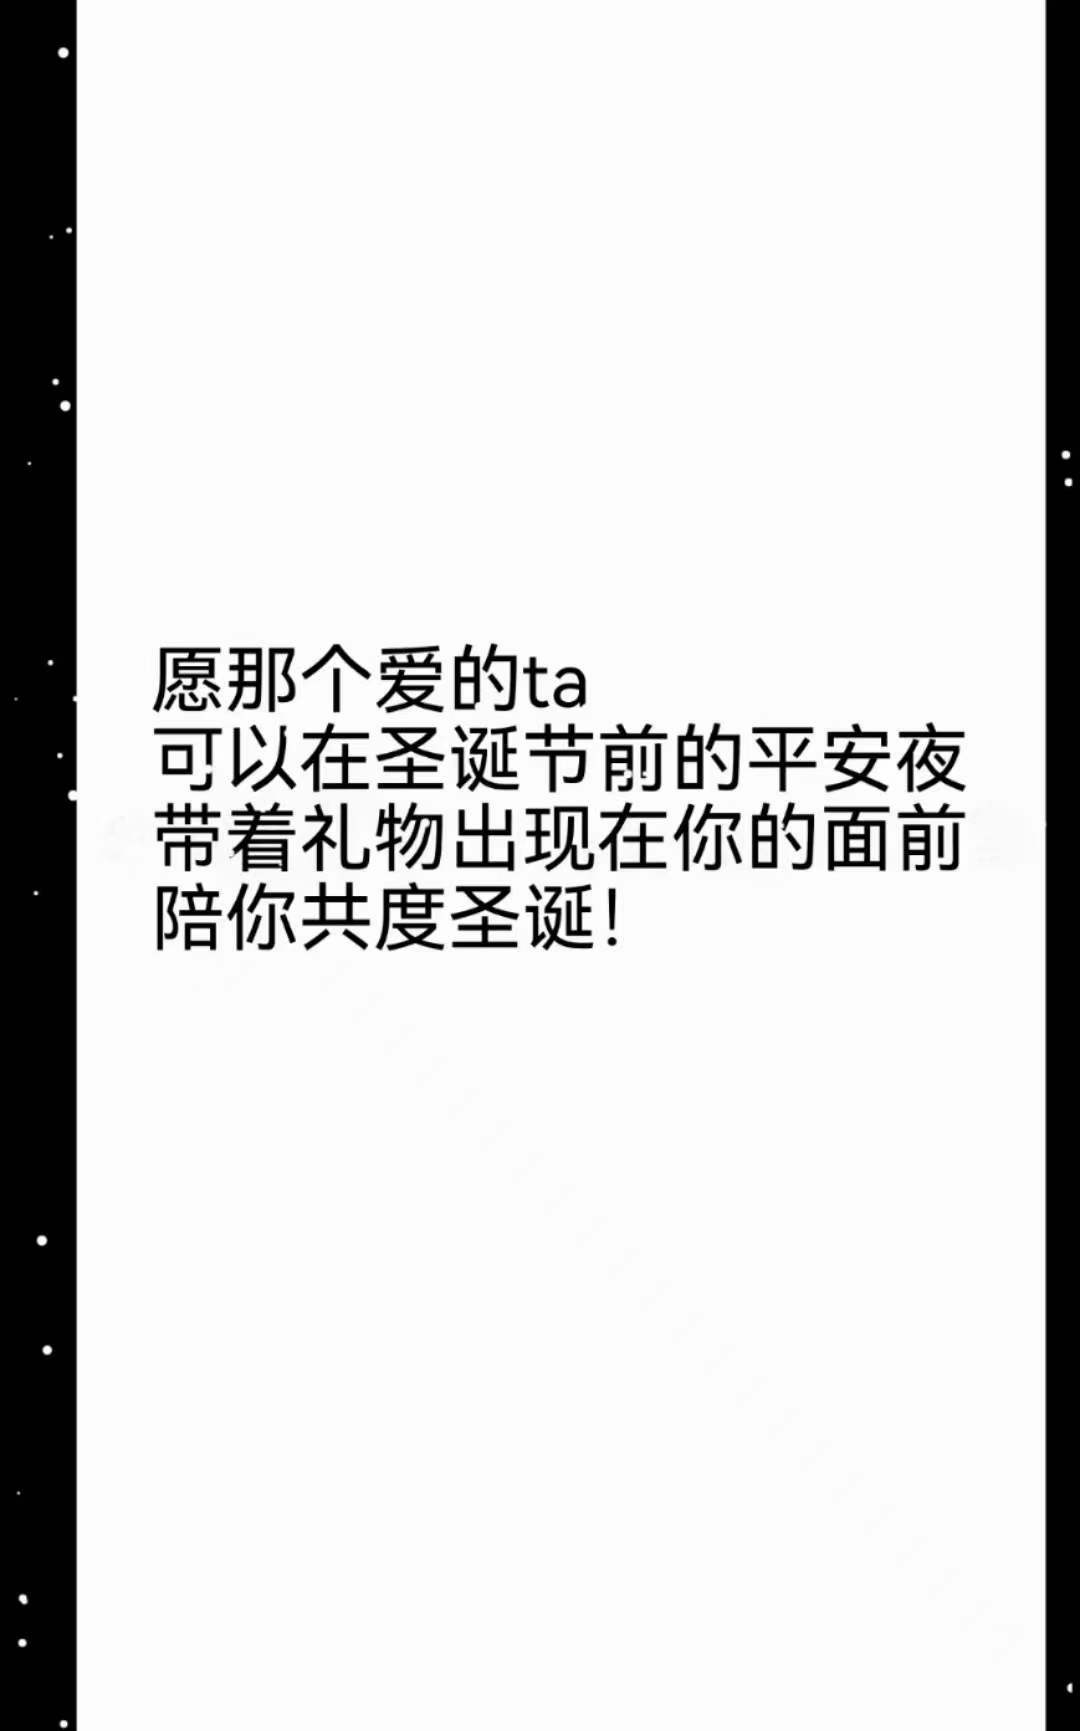 愿那个爱的ta
可以在圣诞节前的平安夜
带着礼物出现在你的面前
陪你共度圣诞!